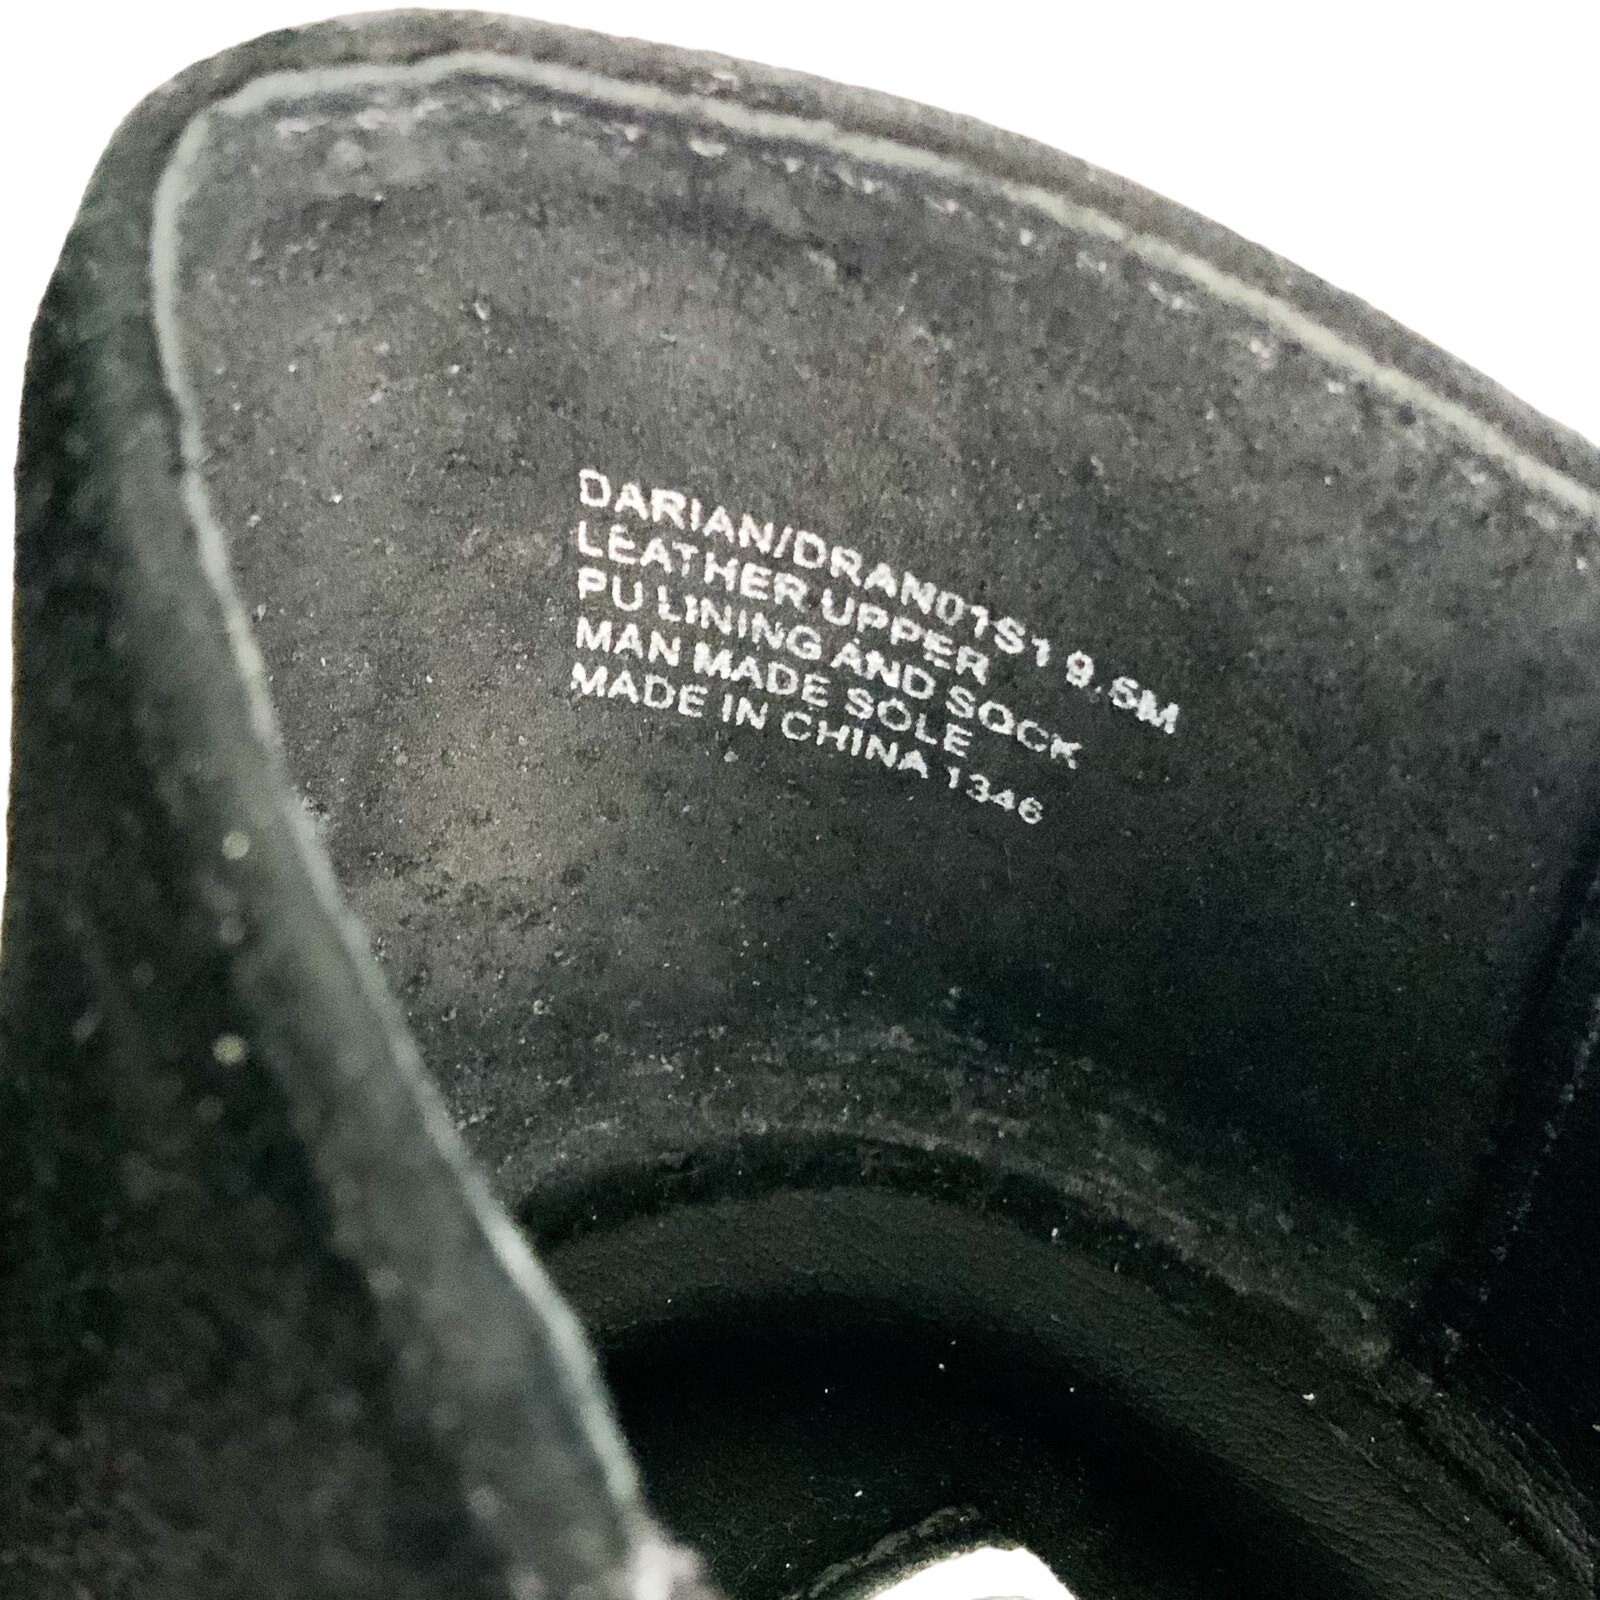 DARIAN/DRAN01S1 9.5M
LEATHER UPPER
PU LINING AND SOCK
MAN MADE SOLE
MADE IN CHINA 1346